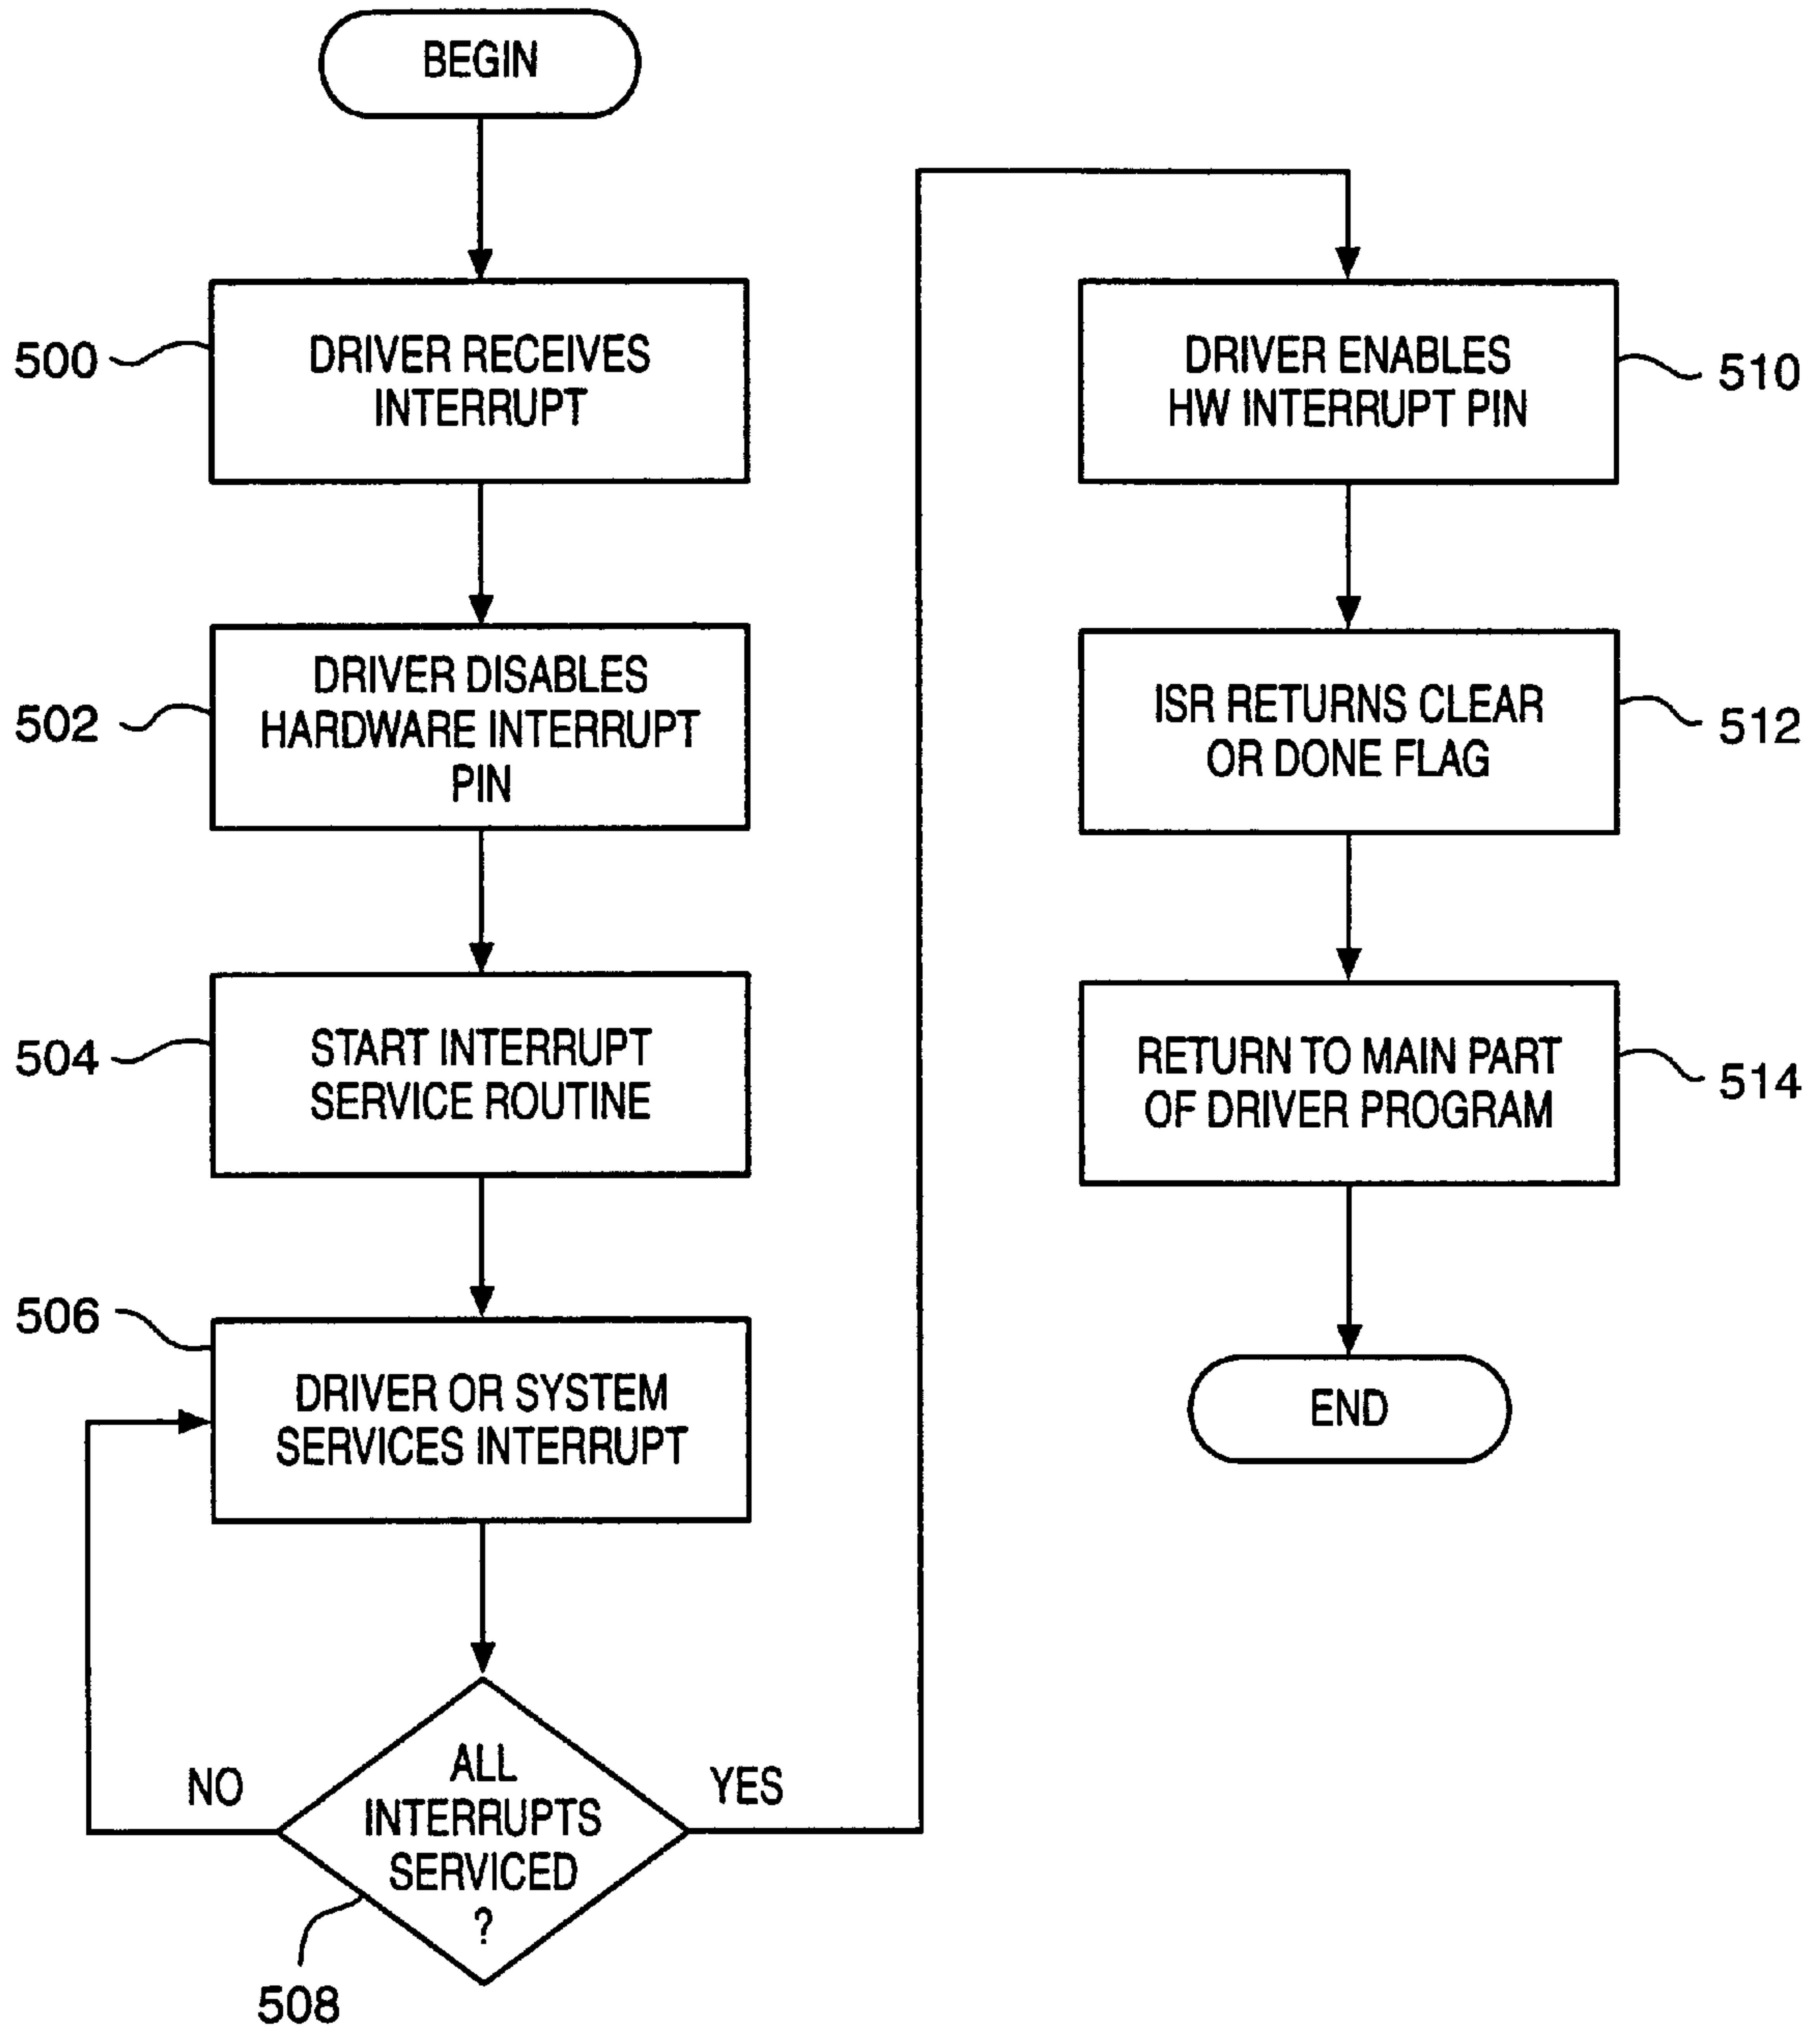 BEGIN
500
DRIVER RECEIVES
INTERRUPT
502
DRIVER DISABLES
HARDWARE INTERRUPT
PIN
504
START INTERRUPT
SERVICE ROUTINE
506
DRIVER OR SYSTEM
SERVICES INTERRUPT
NO
ALL
INTERRUPTS
SERVICED
?
YES
508
DRIVER ENABLES
HW INTERRUPT PIN
510
ISR RETURNS CLEAR
OR DONE FLAG
512
RETURN TO MAIN PART
OF DRIVER PROGRAM
514
END